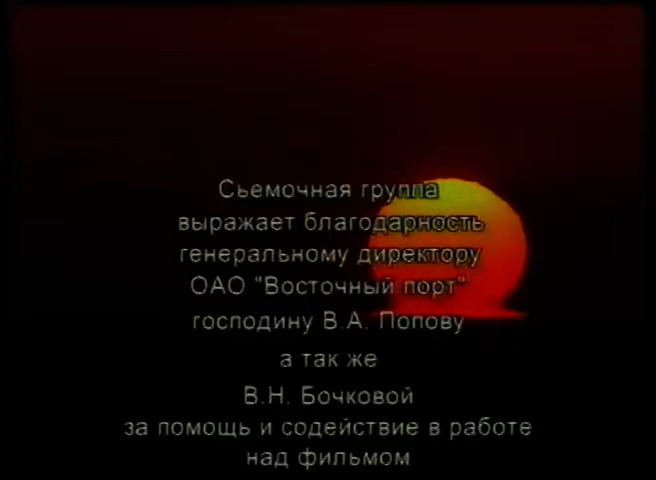 Сьемочная группа
выражает благодарность
генеральному директору
ОАО "Восточный порт"
господину В.А. Попову
а так же
В.Н. Бочковой
за помощь и содействие в работе
над фильмом